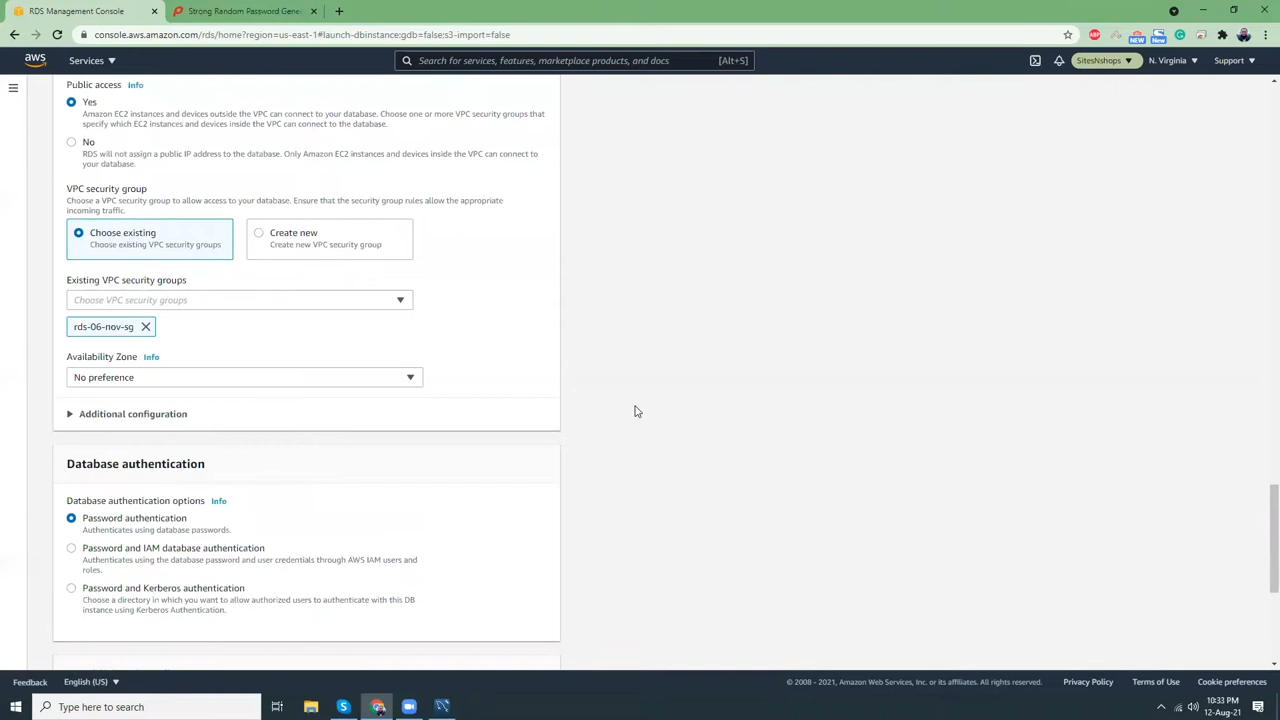 RDS Management Console
Strong Random Password Gene
console.aws.amazon.com/rds/home?region=us-east-1#launch-dbinstance:gdb=false;s3-import=false
ABP
NEW
New
aws
Services
Search for services, features, marketplace products, and docs
[Alt+S]
SitesNshops
N. Virginia
Support
Public access Info
Yes
Amazon EC2 instances and devices outside the VPC can connect to your database. Choose one or more VPC security groups that
specify which EC2 instances and devices inside the VPC can connect to the database.
No
RDS will not assign a public IP address to the database. Only Amazon EC2 instances and devices inside the VPC can connect to
your database.
VPC security group
Choose a VPC security group to allow access to your database. Ensure that the security group rules allow the appropriate
incoming traffic.
Choose existing
Choose existing VPC security groups
Create new
Create new VPC security group
Existing VPC security groups
Choose VPC security groups
rds-06-nov-sg
Availability Zone Info
No preference
Additional configuration
Database authentication
Database authentication options Info
Password authentication
Authenticates using database passwords.
Password and IAM database authentication
Authenticates using the database password and user credentials through AWS IAM users and
roles.
Password and Kerberos authentication
Choose a directory in which you want to allow authorized users to authenticate with this DB
instance using Kerberos Authentication.
Feedback
English (US)
© 2008 - 2021, Amazon Web Services, Inc. or its affiliates. All rights reserved.
Privacy Policy
Terms of Use
Cookie preferences
Type here to search
10:33 PM
12-Aug-21